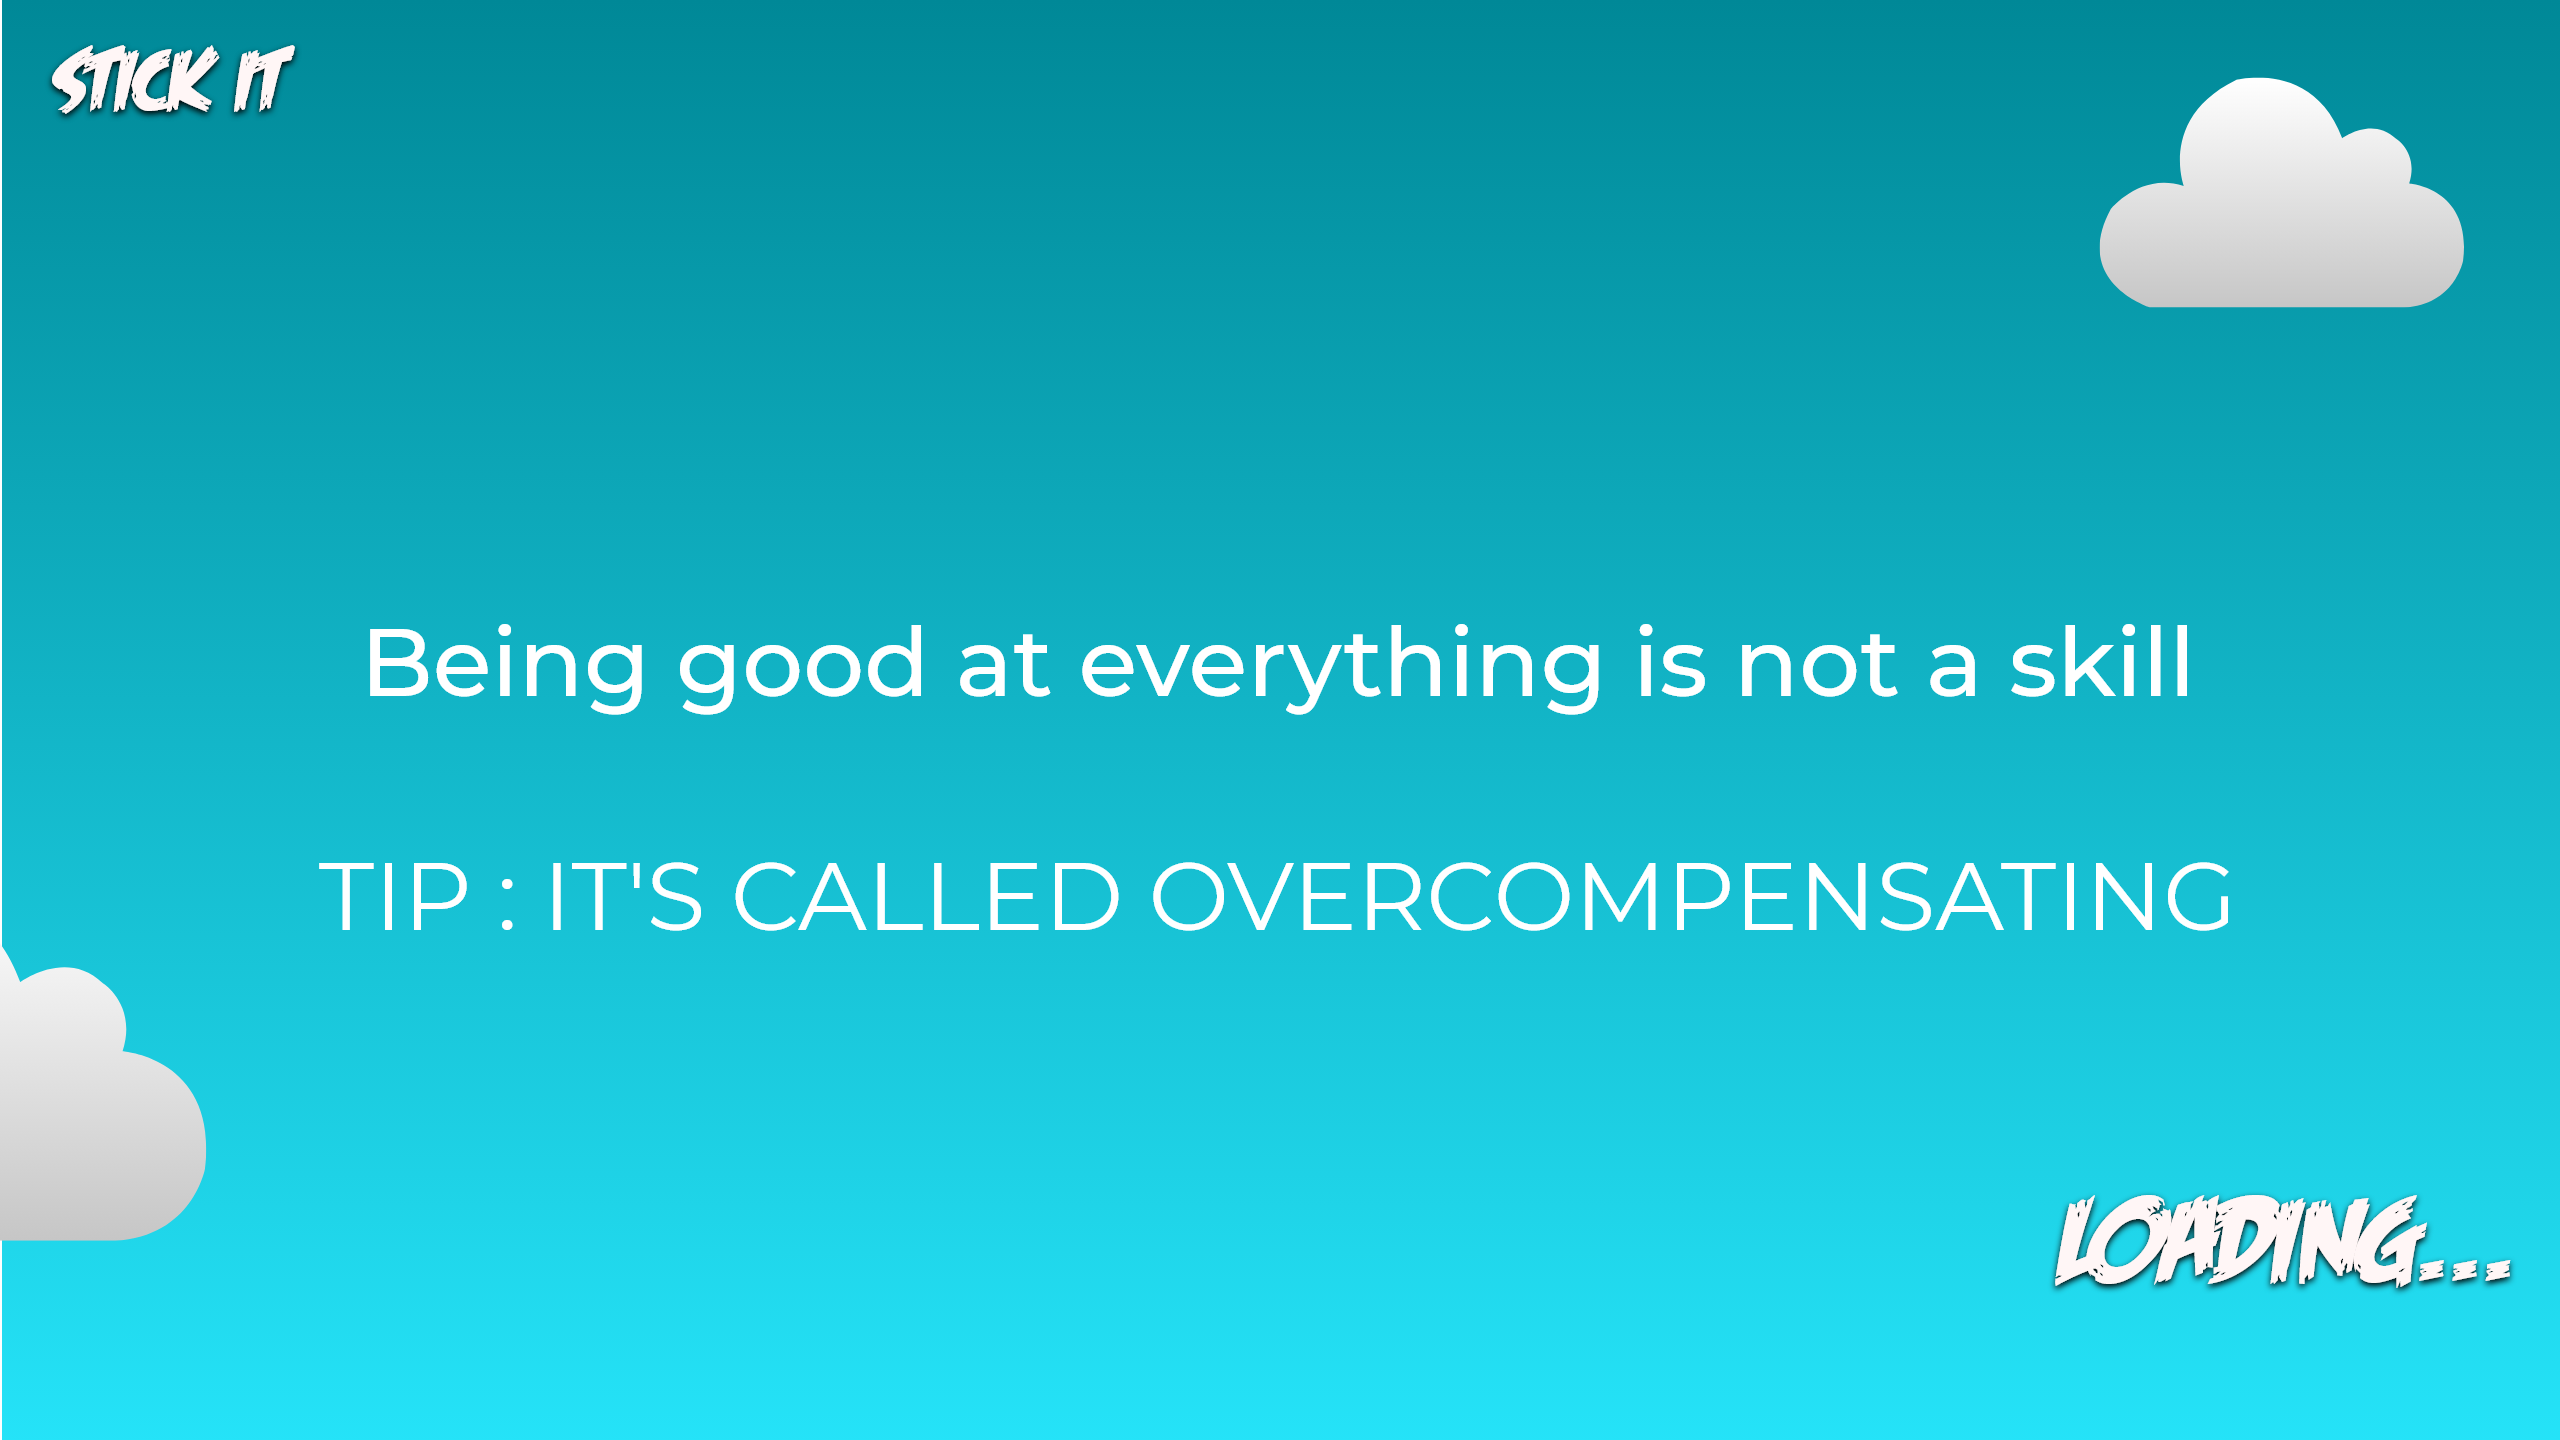 STICK IT
Being good at everything is not a skill
TIP : IT'S CALLED OVERCOMPENSATING
LOADING...